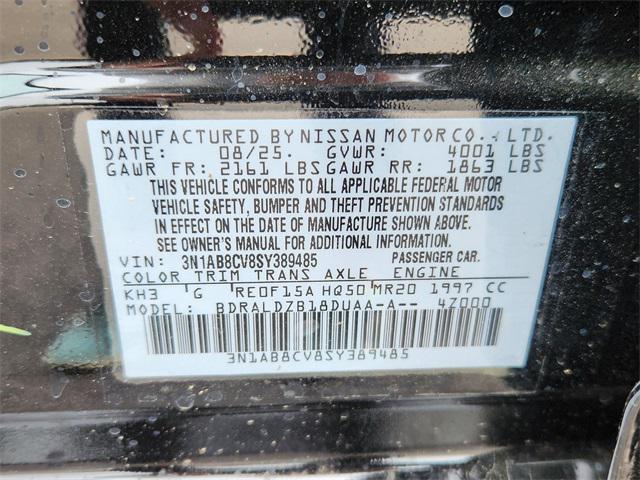 MANUFACTURED BY NISSAN MOTOR CO., LTD.
DATE: 08/25. GVWR: 4001 LBS
GAWR FR: 2161 LBS GAWR RR: 1863 LBS
THIS VEHICLE CONFORMS TO ALL APPLICABLE FEDERAL MOTOR
VEHICLE SAFETY, BUMPER AND THEFT PREVENTION STANDARDS
IN EFFECT ON THE DATE OF MANUFACTURE SHOWN ABOVE.
SEE OWNER'S MANUAL FOR ADDITIONAL INFORMATION.
VIN: 3N1AB8CV8SY389485 PASSENGER CAR.
COLOR TRIM TRANS AXLE ENGINE
KH3 G RE0F15A HQ50 MR20 1997 CC
MODEL: BDRALDZB18DUAA-A-- 4Z000
3N1AB8CV8SY389485